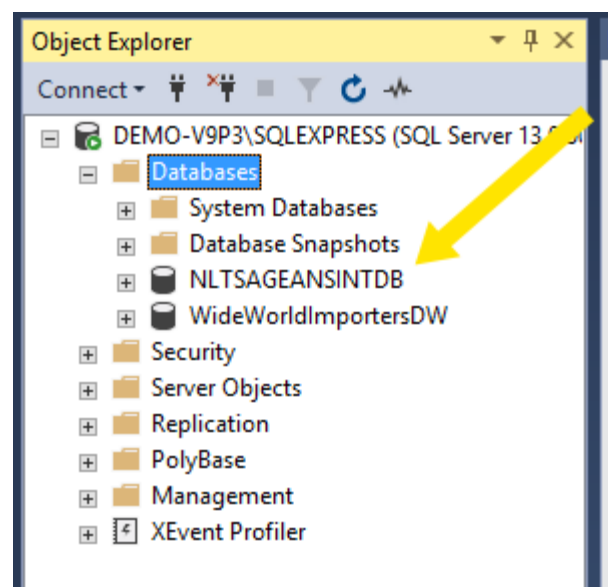 Object Explorer
Connect
DEMO-V9P3\SQLEXPRESS (SQL Server 13
Databases
System Databases
Database Snapshots
NLTSAGEANSINTDB
WideWorldImportersDW
Security
Server Objects
Replication
PolyBase
Management
XEvent Profiler